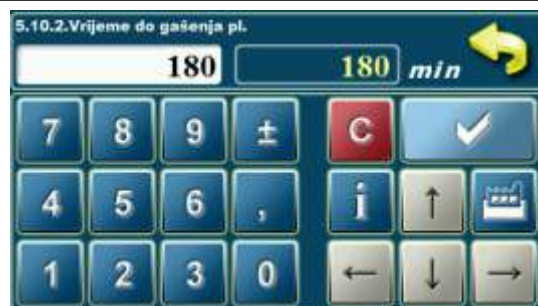 5.10.2.Vrijeme do gašenja pl.
180 180 min
7 8 9 ± C
4 5 6 , i ↑
1 2 3 0 ← ↓ →